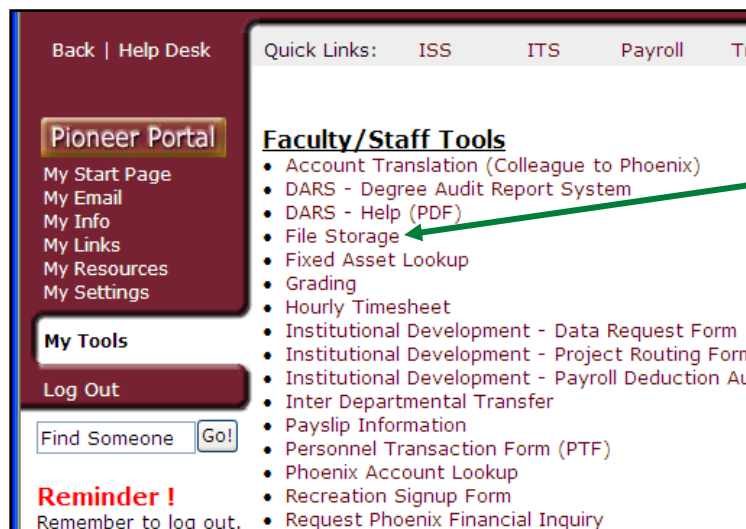 Back | Help Desk
Quick Links: ISS ITS Payroll
Pioneer Portal
My Start Page
My Email
My Info
My Links
My Resources
My Settings
My Tools
Log Out
Find Someone Go!
Reminder !
Remember to log out.
Faculty/Staff Tools
• Account Translation (Colleague to Phoenix)
• DARS - Degree Audit Report System
• DARS - Help (PDF)
• File Storage
• Fixed Asset Lookup
• Grading
• Hourly Timesheet
• Institutional Development - Data Request Form
• Institutional Development - Project Routing Form
• Institutional Development - Payroll Deduction
• Inter Departmental Transfer
• Payslip Information
• Personnel Transaction Form (PTF)
• Phoenix Account Lookup
• Recreation Signup Form
• Request Phoenix Financial Inquiry